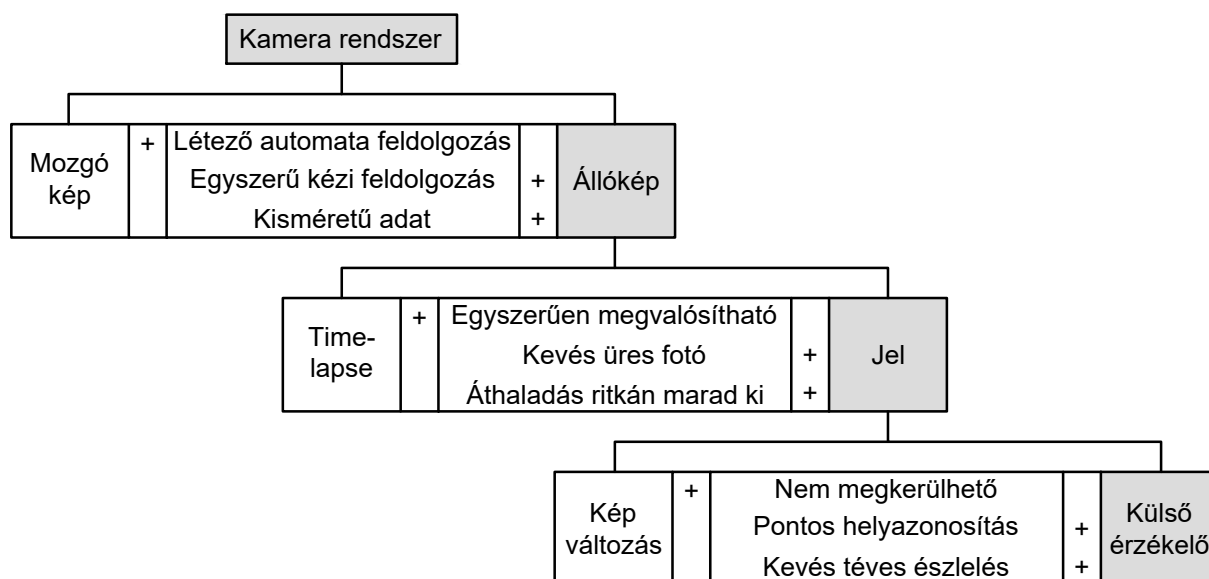 Kamera rendszer
Mozgó
kép
+
Létező automata feldolgozás
Egyszerű kézi feldolgozás
+
Kisméretű adat
+
Állókép
Time-
lapse
+
Egyszerűen megvalósítható
Kevés üres fotó
+
Áthaladás ritkán marad ki
+
Jel
Kép
változás
+
Nem megkerülhető
Pontos helyazonosítás
+
Kevés téves észlelés
+
Külső
érzékelő